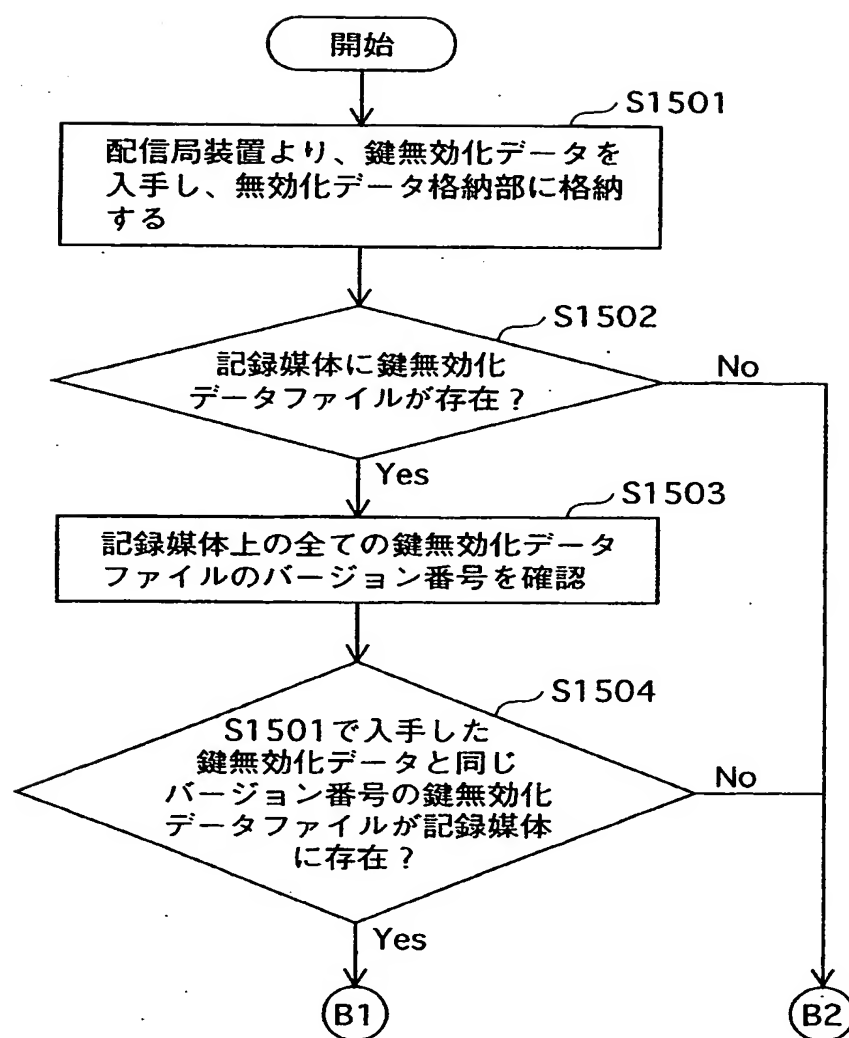 開始
S1501
配信局装置より、鍵無効化データを
入手し、無効化データ格納部に格納
する
S1502
記録媒体に鍵無効化
データファイルが存在？
No
Yes
S1503
記録媒体上の全ての鍵無効化データ
ファイルのバージョン番号を確認
S1504
S1501で入手した
鍵無効化データと同じ
バージョン番号の鍵無効化
データファイルが記録媒体
に存在？
No
Yes
B1
B2